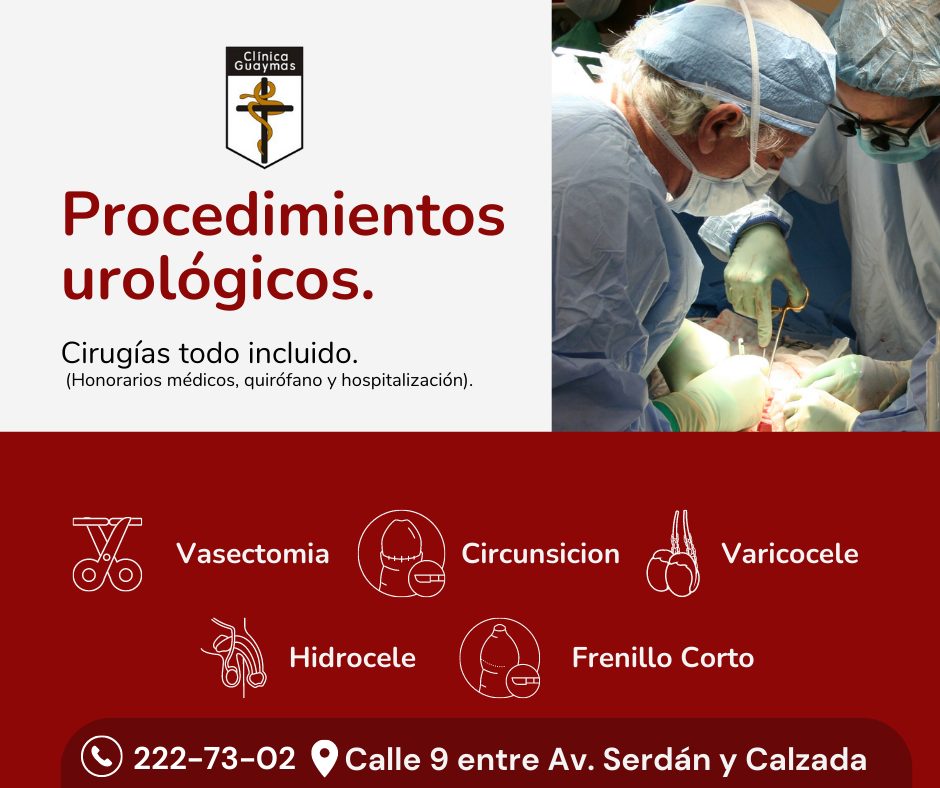 Clínica
Guaymas
Procedimientos
urológicos.
Cirugías todo incluido.
(Honorarios médicos, quirófano y hospitalización).
Vasectomia
Circunsicion
Varicocele
Hidrocele
Frenillo Corto
222-73-02
Calle 9 entre Av. Serdán y Calzada